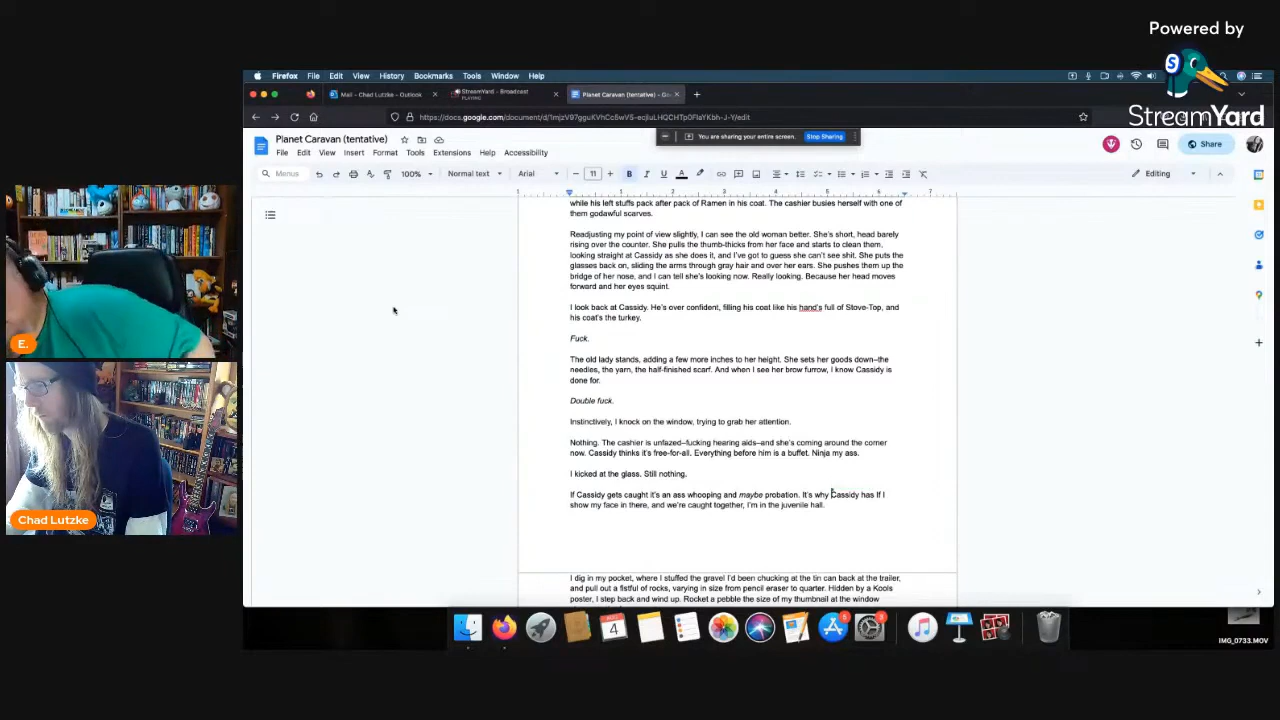 Powered by
StreamYard
Firefox File Edit View History Bookmarks Tools Window Help
Mail – Chad Lutzke – Outlook
StreamYard – Broadcast
PLAYING
Planet Caravan (tentative) – Go
Planet Caravan (tentative)
You are sharing your entire screen. Stop Sharing
File Edit View Insert Format Tools Extensions Help Accessibility
Share
Menus 100% Normal text Arial 11 B I U A Editing
while his left stuffs pack after pack of Ramen in his coat. The cashier busies herself with one of
them godawful scarves.
Readjusting my point of view slightly, I can see the old woman better. She's short, head barely
rising over the counter. She pulls the thumb-thicks from her face and starts to clean them,
looking straight at Cassidy as she does it, and I've got to guess she can't see shit. She puts the
glasses back on, sliding the arms through gray hair and over her ears. She pushes them up the
bridge of her nose, and I can tell she's looking now. Really looking. Because her head moves
forward and her eyes squint.
I look back at Cassidy. He's over confident, filling his coat like his hand's full of Stove-Top, and
his coat's the turkey.
Fuck.
The old lady stands, adding a few more inches to her height. She sets her goods down–the
needles, the yarn, the half-finished scarf. And when I see her brow furrow, I know Cassidy is
done for.
Double fuck.
Instinctively, I knock on the window, trying to grab her attention.
Nothing. The cashier is unfazed–fucking hearing aids–and she's coming around the corner
now. Cassidy thinks it's free-for-all. Everything before him is a buffet. Ninja my ass.
I kicked at the glass. Still nothing.
If Cassidy gets caught it's an ass whooping and maybe probation. It's why Cassidy has If I
show my face in there, and we're caught together, I'm in the juvenile hall.
I dig in my pocket, where I stuffed the gravel I'd been chucking at the tin can back at the trailer,
and pull out a fistful of rocks, varying in size from pencil eraser to quarter. Hidden by a Kools
poster, I step back and wind up. Rocket a pebble the size of my thumbnail at the window
E.
Chad Lutzke
4
IMG_0733.MOV